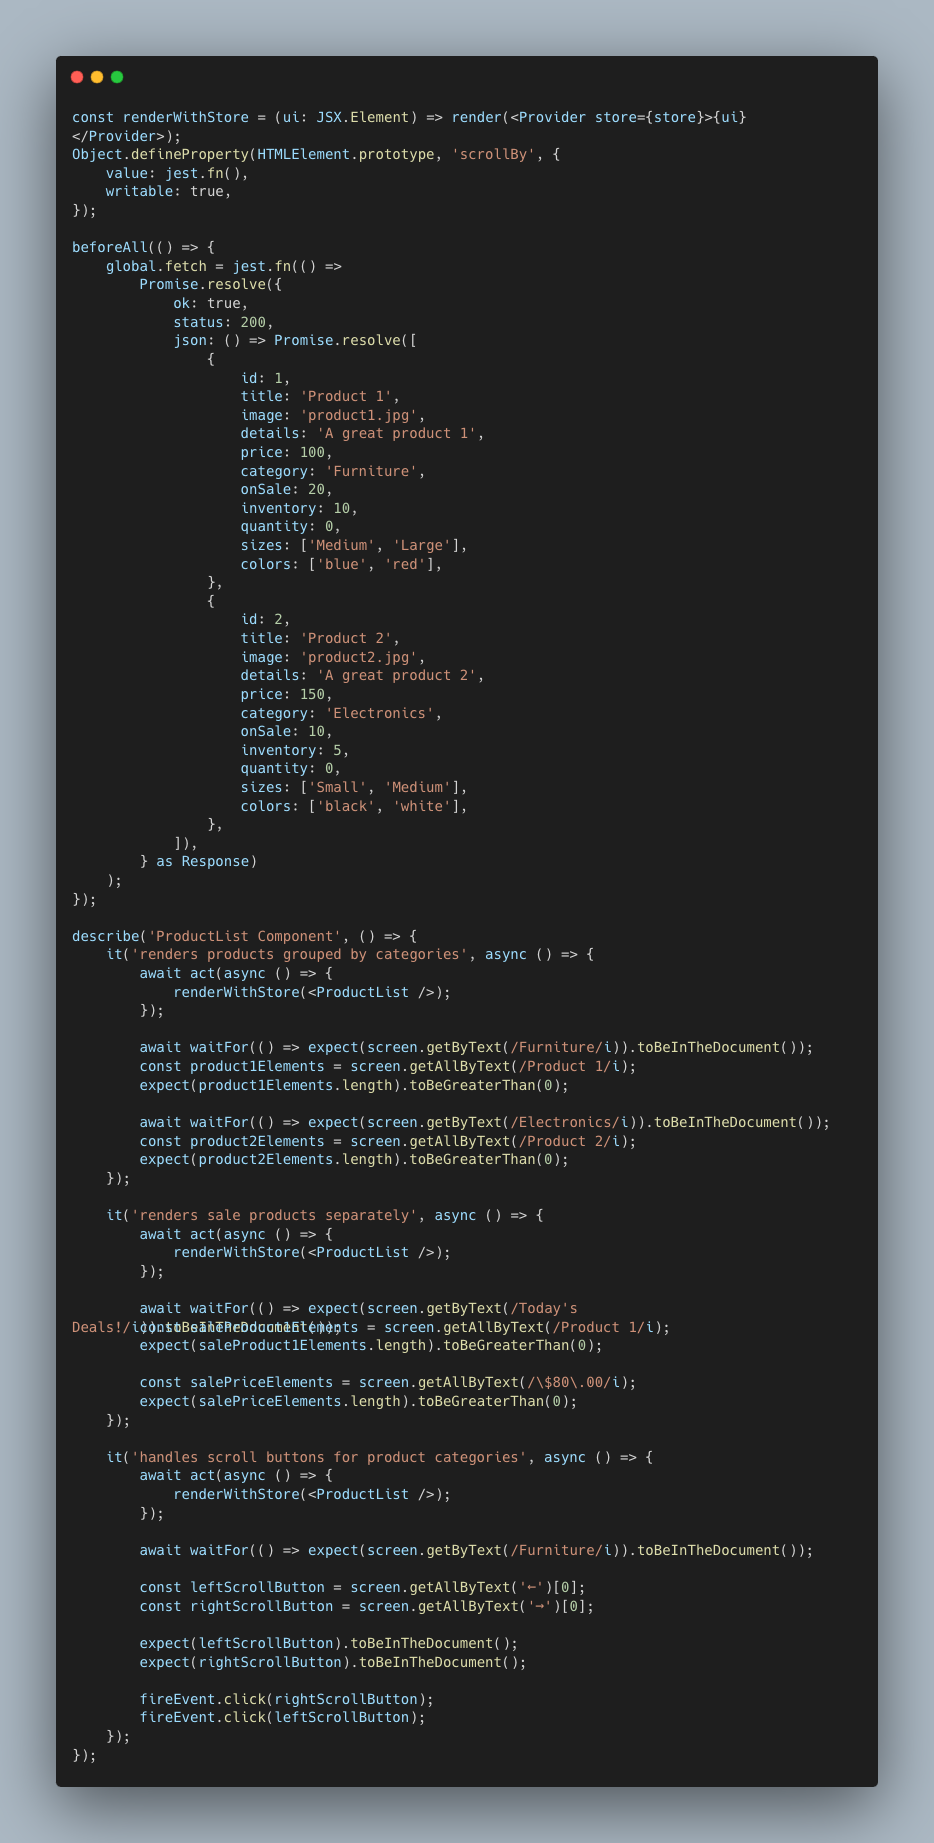 const renderWithStore = (ui: JSX.Element) => render(<Provider store={store}>{ui}
</Provider>);
Object.defineProperty(HTMLElement.prototype, 'scrollBy', {
    value: jest.fn(),
    writable: true,
});

beforeAll(() => {
    global.fetch = jest.fn(() =>
        Promise.resolve({
            ok: true,
            status: 200,
            json: () => Promise.resolve([
                {
                    id: 1,
                    title: 'Product 1',
                    image: 'product1.jpg',
                    details: 'A great product 1',
                    price: 100,
                    category: 'Furniture',
                    onSale: 20,
                    inventory: 10,
                    quantity: 0,
                    sizes: ['Medium', 'Large'],
                    colors: ['blue', 'red'],
                },
                {
                    id: 2,
                    title: 'Product 2',
                    image: 'product2.jpg',
                    details: 'A great product 2',
                    price: 150,
                    category: 'Electronics',
                    onSale: 10,
                    inventory: 5,
                    quantity: 0,
                    sizes: ['Small', 'Medium'],
                    colors: ['black', 'white'],
                },
            ]),
        } as Response)
    );
});

describe('ProductList Component', () => {
    it('renders products grouped by categories', async () => {
        await act(async () => {
            renderWithStore(<ProductList />);
        });

        await waitFor(() => expect(screen.getByText(/Furniture/i)).toBeInTheDocument());
        const product1Elements = screen.getAllByText(/Product 1/i);
        expect(product1Elements.length).toBeGreaterThan(0);

        await waitFor(() => expect(screen.getByText(/Electronics/i)).toBeInTheDocument());
        const product2Elements = screen.getAllByText(/Product 2/i);
        expect(product2Elements.length).toBeGreaterThan(0);
    });

    it('renders sale products separately', async () => {
        await act(async () => {
            renderWithStore(<ProductList />);
        });

        await waitFor(() => expect(screen.getByText(/Today's
Deals!/i)).toBeInTheDocument());
        const saleProduct1Elements = screen.getAllByText(/Product 1/i);
        expect(saleProduct1Elements.length).toBeGreaterThan(0);

        const salePriceElements = screen.getAllByText(/\$80\.00/i);
        expect(salePriceElements.length).toBeGreaterThan(0);
    });

    it('handles scroll buttons for product categories', async () => {
        await act(async () => {
            renderWithStore(<ProductList />);
        });

        await waitFor(() => expect(screen.getByText(/Furniture/i)).toBeInTheDocument());

        const leftScrollButton = screen.getAllByText('←')[0];
        const rightScrollButton = screen.getAllByText('→')[0];

        expect(leftScrollButton).toBeInTheDocument();
        expect(rightScrollButton).toBeInTheDocument();

        fireEvent.click(rightScrollButton);
        fireEvent.click(leftScrollButton);
    });
});